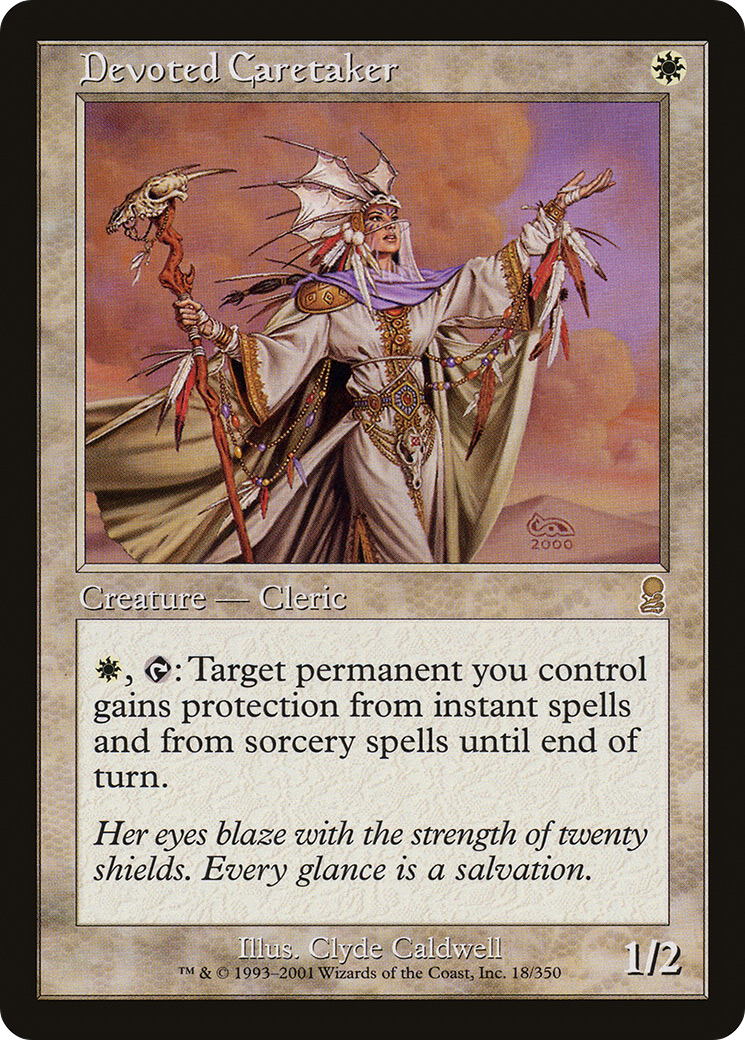 Devoted Caretaker
2000
Creature — Cleric
, : Target permanent you control
gains protection from instant spells
and from sorcery spells until end of
turn.
Her eyes blaze with the strength of twenty
shields. Every glance is a salvation.
Illus. Clyde Caldwell
™ & © 1993–2001 Wizards of the Coast, Inc. 18/350
1/2